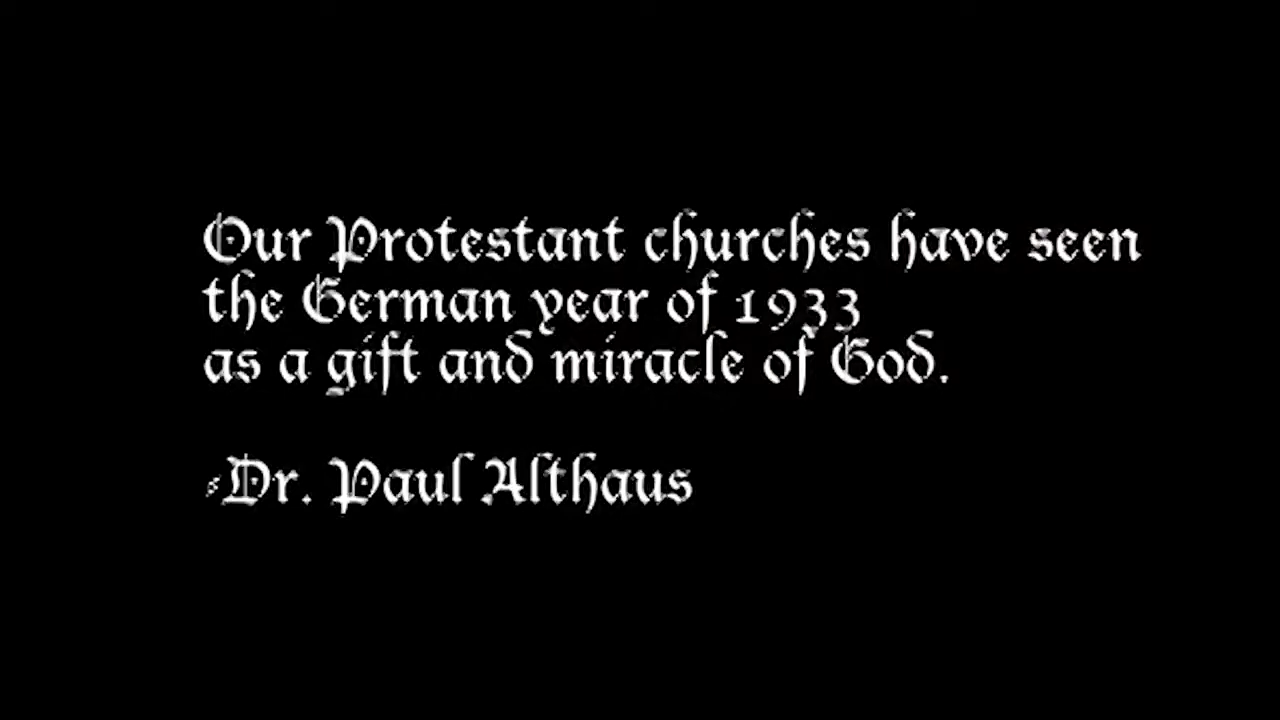 Our Protestant churches have seen
the German year of 1933
as a gift and miracle of God.
-Dr. Paul Althaus